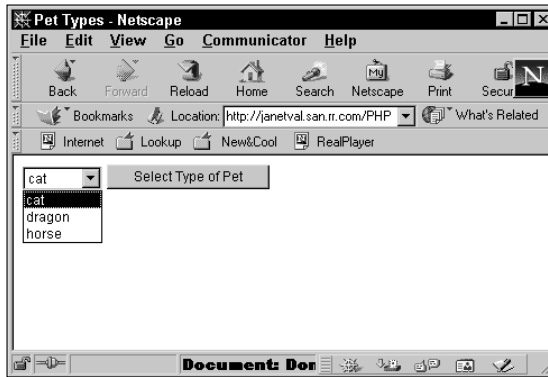 Pet Types - Netscape
File Edit View Go Communicator Help
Back Forward Reload Home Search Netscape Print Secur N
Bookmarks Location: http://janetval.san.rr.com/PHP What's Related
Internet Lookup New&Cool RealPlayer
cat Select Type of Pet
cat
dragon
horse
Document: Don